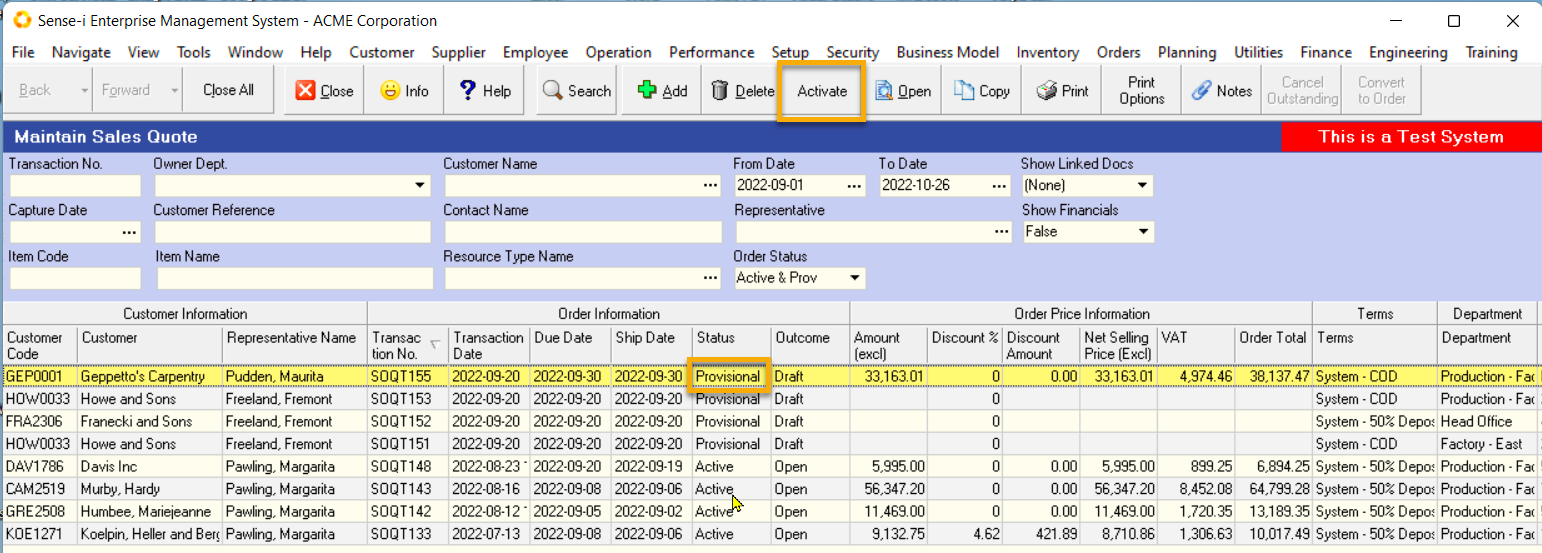 Sense-i Enterprise Management System - ACME Corporation
File Navigate View Tools Window Help Customer Supplier Employee Operation Performance Setup Security Business Model Inventory Orders Planning Utilities Finance Engineering Training
Back Forward Close All Close Info Help Search Add Delete Activate Open Copy Print Print Options Notes Cancel Outstanding Convert to Order
Maintain Sales Quote This is a Test System
Transaction No. Owner Dept. Customer Name From Date To Date Show Linked Docs
2022-09-01 ... 2022-10-26 ... (None)
Capture Date Customer Reference Contact Name Representative Show Financials
False
Item Code Item Name Resource Type Name Order Status
Active & Prov
Customer Information Order Information Order Price Information Terms Department
Customer Code Customer Representative Name Transac tion No. Transaction Date Due Date Ship Date Status Outcome Amount (excl) Discount % Discount Amount Net Selling Price (Excl) VAT Order Total Terms Department
GEP0001 Geppetto's Carpentry Pudden, Maurita SOQT155 2022-09-20 2022-09-30 2022-09-30 Provisional Draft 33,163.01 0 0.00 33,163.01 4,974.46 38,137.47 System - COD Production - Fac
HOW0033 Howe and Sons Freeland, Fremont SOQT153 2022-09-20 2022-09-20 2022-09-20 Provisional Draft 0 System - COD Production - Fac
FRA2306 Franecki and Sons Freeland, Fremont SOQT152 2022-09-20 2022-09-20 2022-09-20 Provisional Draft 0 System - 50% Depos Head Office
HOW0033 Howe and Sons Freeland, Fremont SOQT151 2022-09-20 2022-09-20 2022-09-20 Provisional Draft 0 System - COD Factory - East
DAV1786 Davis Inc Pawling, Margarita SOQT148 2022-08-23 2022-09-20 2022-09-19 Active Open 5,995.00 0 0.00 5,995.00 899.25 6,894.25 System - 50% Depos Production - Fac
CAM2519 Murby, Hardy Pawling, Margarita SOQT143 2022-08-16 2022-09-08 2022-09-06 Active Open 56,347.20 0 0.00 56,347.20 8,452.08 64,799.28 System - 50% Depos Production - Fac
GRE2508 Humbee, Mariejeanne Pawling, Margarita SOQT142 2022-08-12 2022-09-05 2022-09-02 Active Open 11,469.00 0 0.00 11,469.00 1,720.35 13,189.35 System - 50% Depos Production - Fac
KOE1271 Koelpin, Heller and Berg Pawling, Margarita SOQT133 2022-07-13 2022-09-08 2022-09-06 Active Open 9,132.75 4.62 421.89 8,710.86 1,306.63 10,017.49 System - 50% Depos Production - Fac